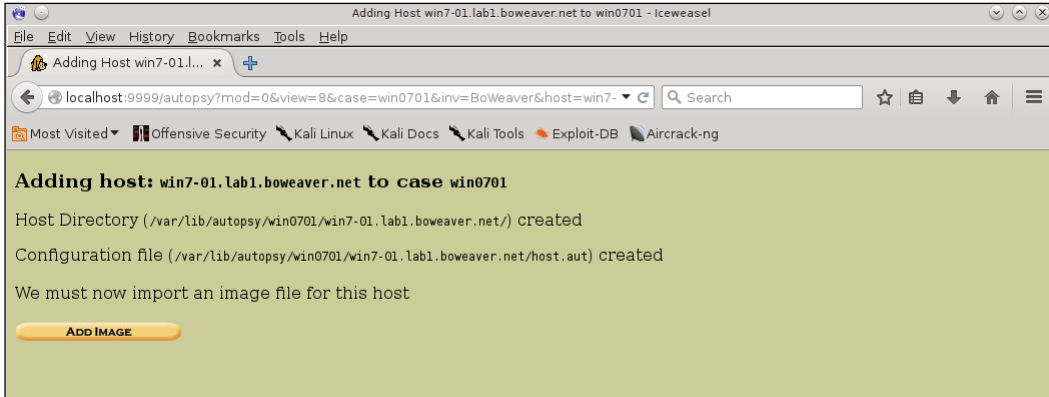 Adding Host win7-01.lab1.boweaver.net to win0701 - Iceweasel
File Edit View History Bookmarks Tools Help
Adding Host win7-01.l...
localhost:9999/autopsy?mod=0&view=8&case=win0701&inv=BoWeaver&host=win7- Search
Most Visited Offensive Security Kali Linux Kali Docs Kali Tools Exploit-DB Aircrack-ng
Adding host: win7-01.lab1.boweaver.net to case win0701
Host Directory (/var/lib/autopsy/win0701/win7-01.lab1.boweaver.net/) created
Configuration file (/var/lib/autopsy/win0701/win7-01.lab1.boweaver.net/host.aut) created
We must now import an image file for this host
ADD IMAGE